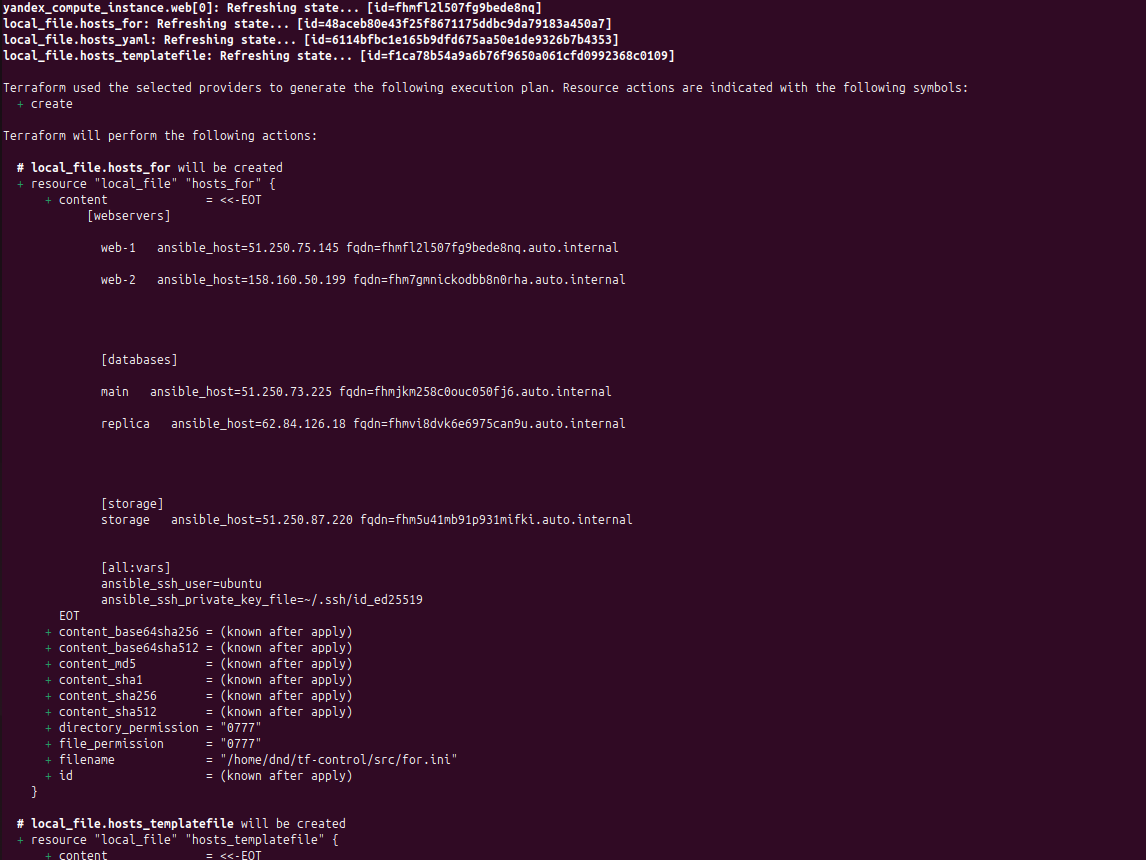 yandex_compute_instance.web[0]: Refreshing state... [id=fhmfl2l507fg9bede8nq]
local_file.hosts_for: Refreshing state... [id=48aceb80e43f25f8671175ddbc9da79183a450a7]
local_file.hosts_yaml: Refreshing state... [id=6114bfbc1e165b9dfd675aa50e1de9326b7b4353]
local_file.hosts_templatefile: Refreshing state... [id=f1ca78b54a9a6b76f9650a061cfd0992368c0109]
Terraform used the selected providers to generate the following execution plan. Resource actions are indicated with the following symbols:
+ create
Terraform will perform the following actions:
# local_file.hosts_for will be created
+ resource "local_file" "hosts_for" {
+ content = <<-EOT
[webservers]
web-1 ansible_host=51.250.75.145 fqdn=fhmfl2l507fg9bede8nq.auto.internal
web-2 ansible_host=158.160.50.199 fqdn=fhm7gmnickodbb8n0rha.auto.internal
[databases]
main ansible_host=51.250.73.225 fqdn=fhmjkm258c0ouc050fj6.auto.internal
replica ansible_host=62.84.126.18 fqdn=fhmvi8dvk6e6975can9u.auto.internal
[storage]
storage ansible_host=51.250.87.220 fqdn=fhm5u41mb91p931mifki.auto.internal
[all:vars]
ansible_ssh_user=ubuntu
ansible_ssh_private_key_file=~/.ssh/id_ed25519
EOT
+ content_base64sha256 = (known after apply)
+ content_base64sha512 = (known after apply)
+ content_md5 = (known after apply)
+ content_sha1 = (known after apply)
+ content_sha256 = (known after apply)
+ content_sha512 = (known after apply)
+ directory_permission = "0777"
+ file_permission = "0777"
+ filename = "/home/dnd/tf-control/src/for.ini"
+ id = (known after apply)
}
# local_file.hosts_templatefile will be created
+ resource "local_file" "hosts_templatefile" {
+ content = <<-EOT